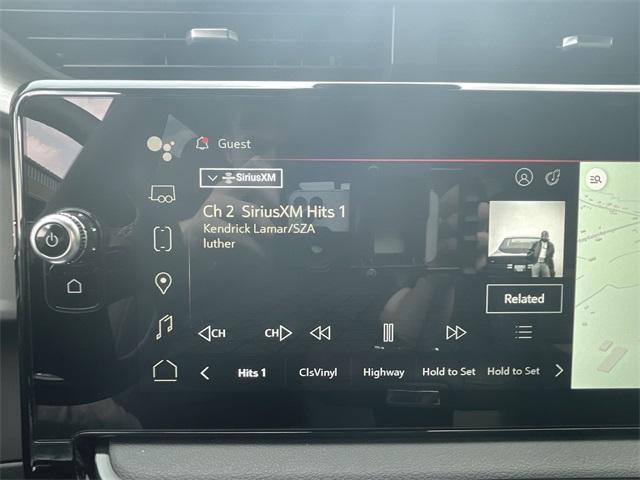 Guest
SiriusXM
Ch 2 SiriusXM Hits 1
Kendrick Lamar/SZA
luther
Related
CH CH
Hits 1 ClsVinyl Highway Hold to Set Hold to Set